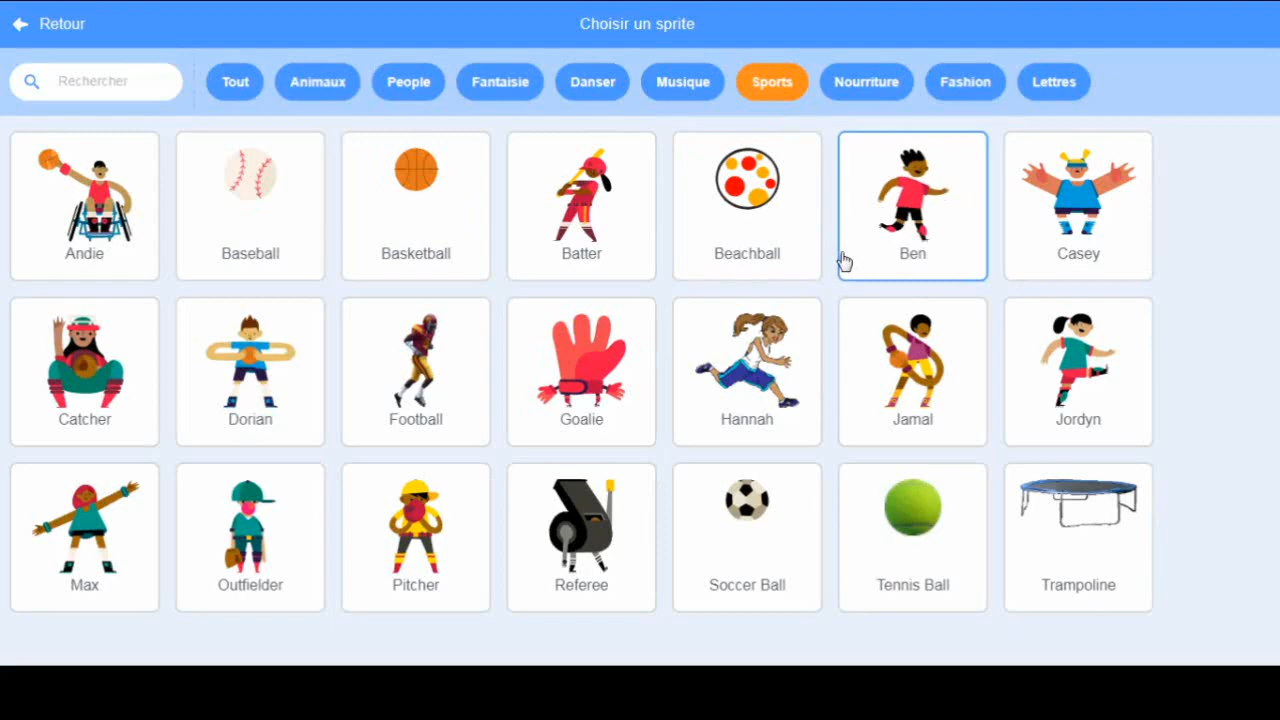 Retour
Choisir un sprite
Rechercher
Tout
Animaux
People
Fantaisie
Danser
Musique
Sports
Nourriture
Fashion
Lettres
Andie
Baseball
Basketball
Batter
Beachball
Ben
Casey
Catcher
Dorian
Football
Goalie
Hannah
Jamal
Jordyn
Max
Outfielder
Pitcher
Referee
Soccer Ball
Tennis Ball
Trampoline